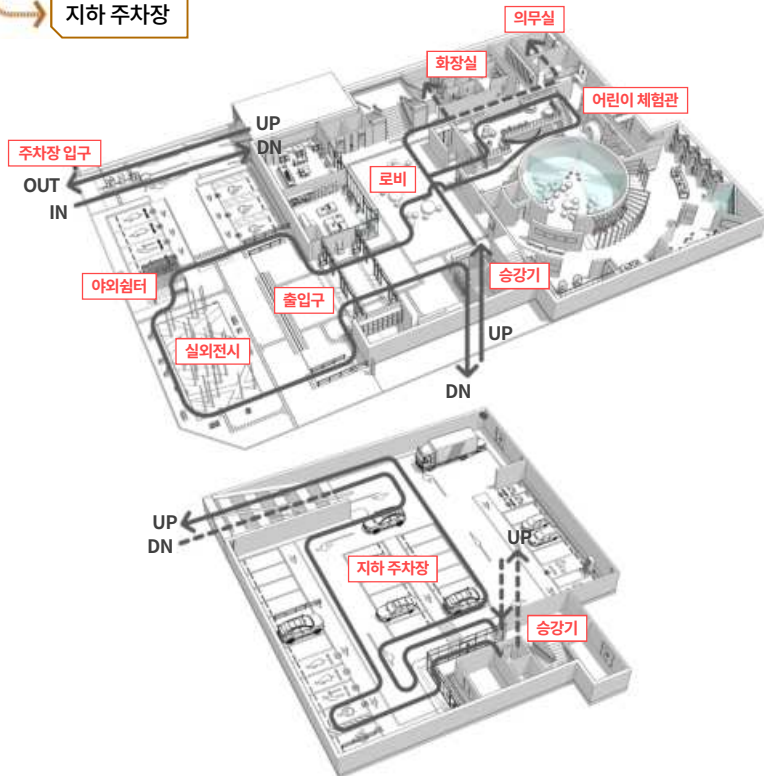 지하 주차장
의무실
화장실
어린이 체험관
UP
DN
주차장 입구
OUT
IN
로비
야외쉼터
출입구
승강기
실외전시
UP
DN
UP
DN
UP
지하 주차장
승강기